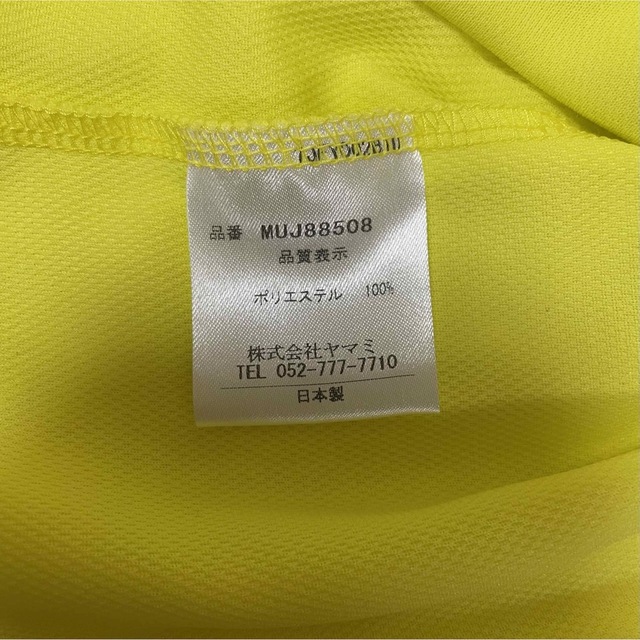 品番 MUJ88508
品質表示
ポリエステル 100%
株式会社ヤマミ
TEL 052-777-7710
日本製